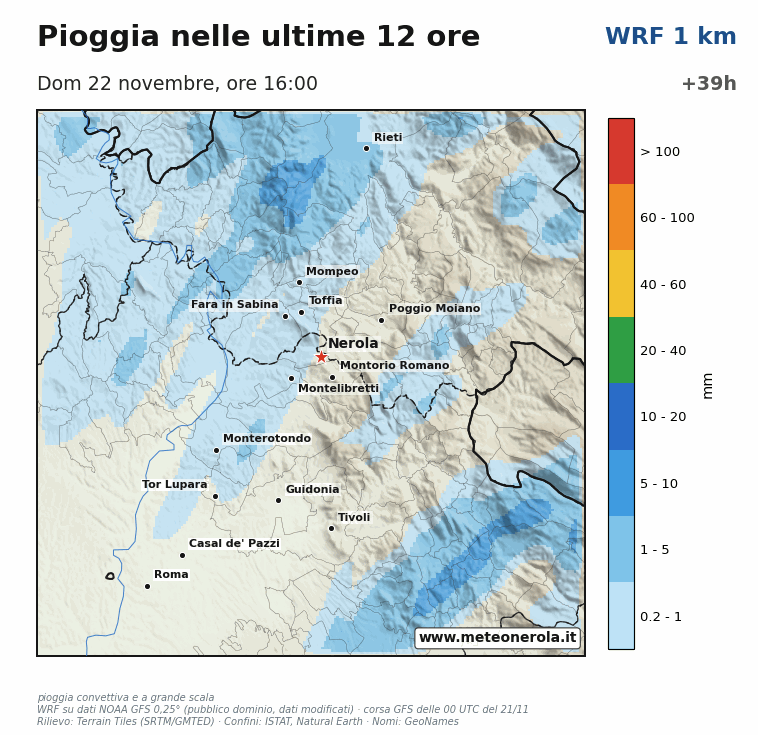 Pioggia nelle ultime 12 ore
WRF 1 km
Dom 22 novembre, ore 16:00
+39h
Rieti
Mompeo
Fara in Sabina
Toffia
Poggio Moiano
Nerola
Montorio Romano
Montelibretti
Monterotondo
Tor Lupara
Guidonia
Tivoli
Casal de' Pazzi
Roma
www.meteonerola.it
> 100
60 - 100
40 - 60
20 - 40
10 - 20
5 - 10
1 - 5
0.2 - 1
mm
pioggia convettiva e a grande scala
WRF su dati NOAA GFS 0,25° (pubblico dominio, dati modificati) · corsa GFS delle 00 UTC del 21/11
Rilievo: Terrain Tiles (SRTM/GMTED) · Confini: ISTAT, Natural Earth · Nomi: GeoNames